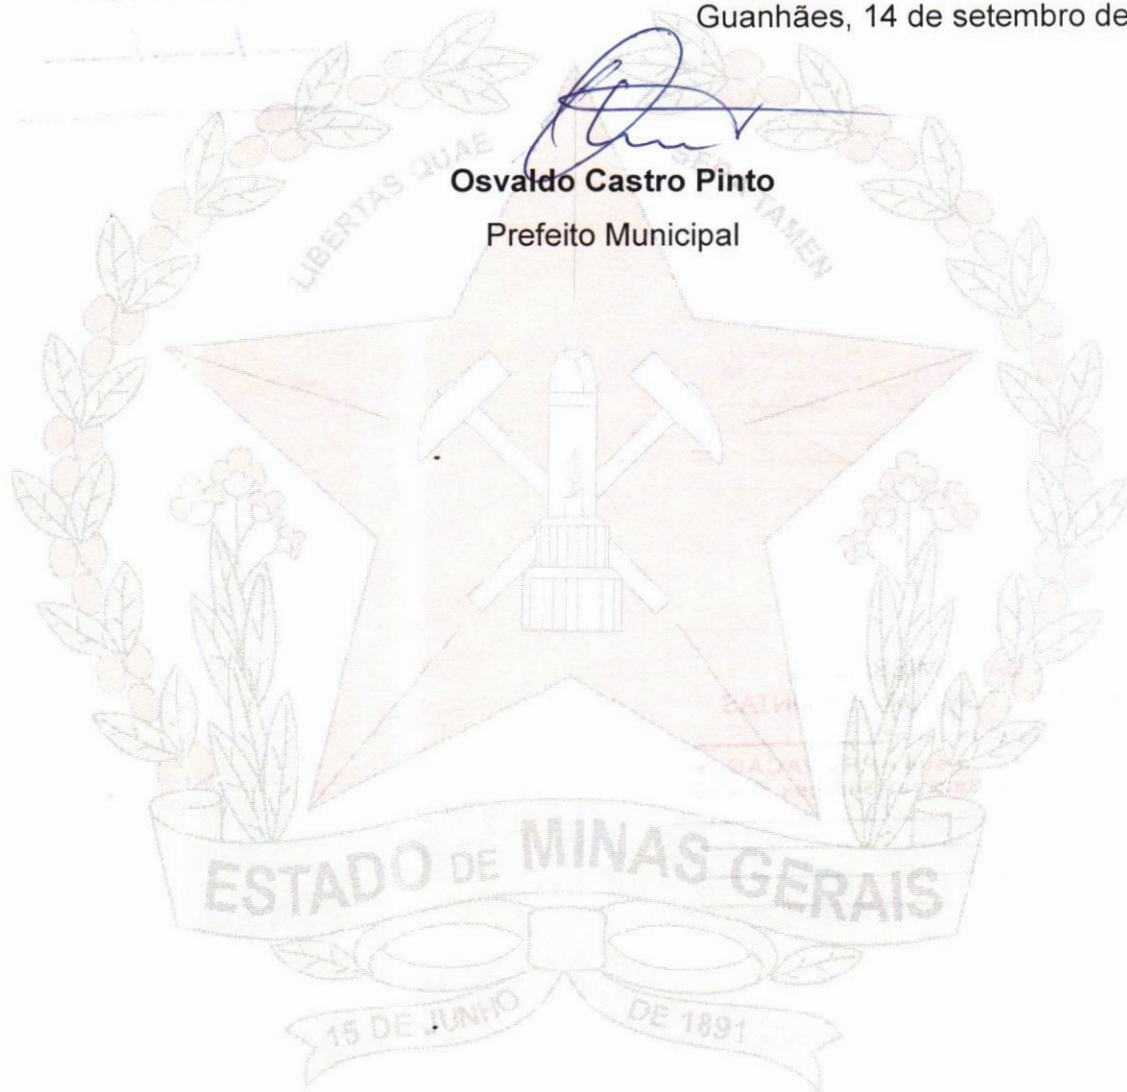 Guanhães, 14 de setembro de
Osvaldo Castro Pinto
Prefeito Municipal
LIBERTAS QUAE SERA TAMEN
ESTADO DE MINAS GERAIS
15 DE JUNHO DE 1891